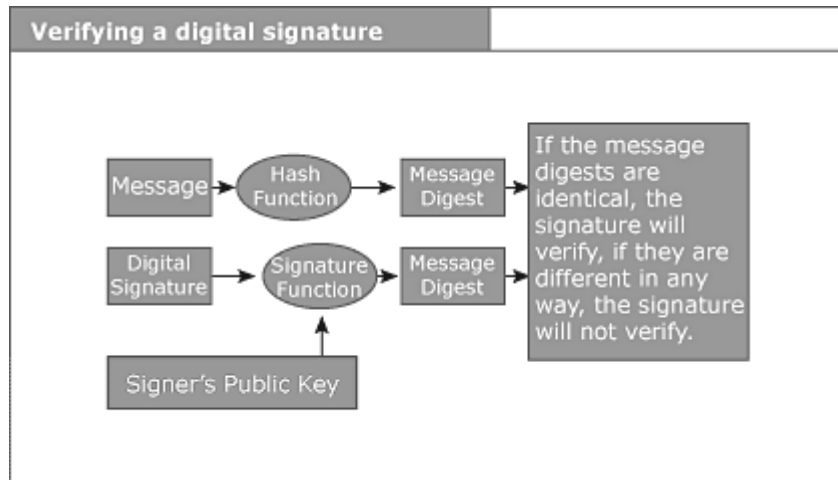 Verifying a digital signature
Message
Hash
Function
Message
Digest
Digital
Signature
Signature
Function
Message
Digest
Signer's Public Key
If the message
digests are
identical, the
signature will
verify, if they are
different in any
way, the signature
will not verify.